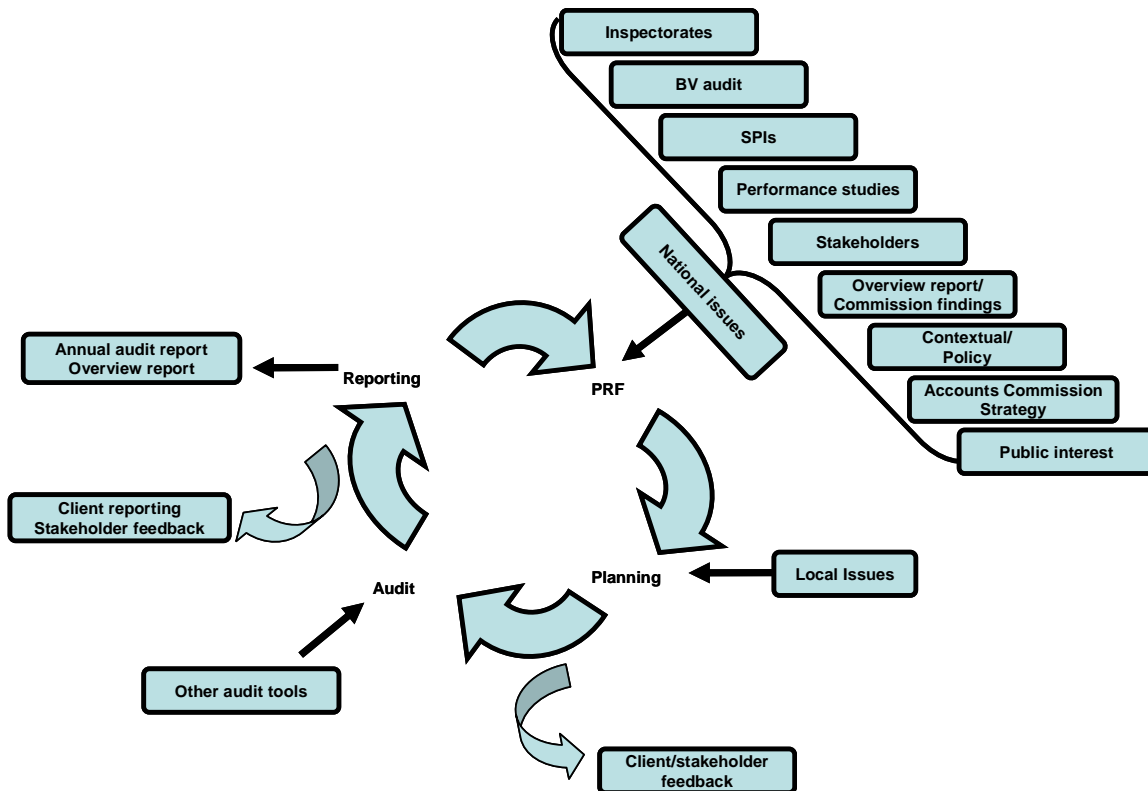 Inspectorates
BV audit
SPIs
Performance studies
Stakeholders
National issues
Overview report/
Commission findings
Contextual/
Policy
Accounts Commission
Strategy
Public interest
Annual audit report
Overview report
Reporting
PRF
Client reporting
Stakeholder feedback
Audit
Planning
Local Issues
Other audit tools
Client/stakeholder
feedback